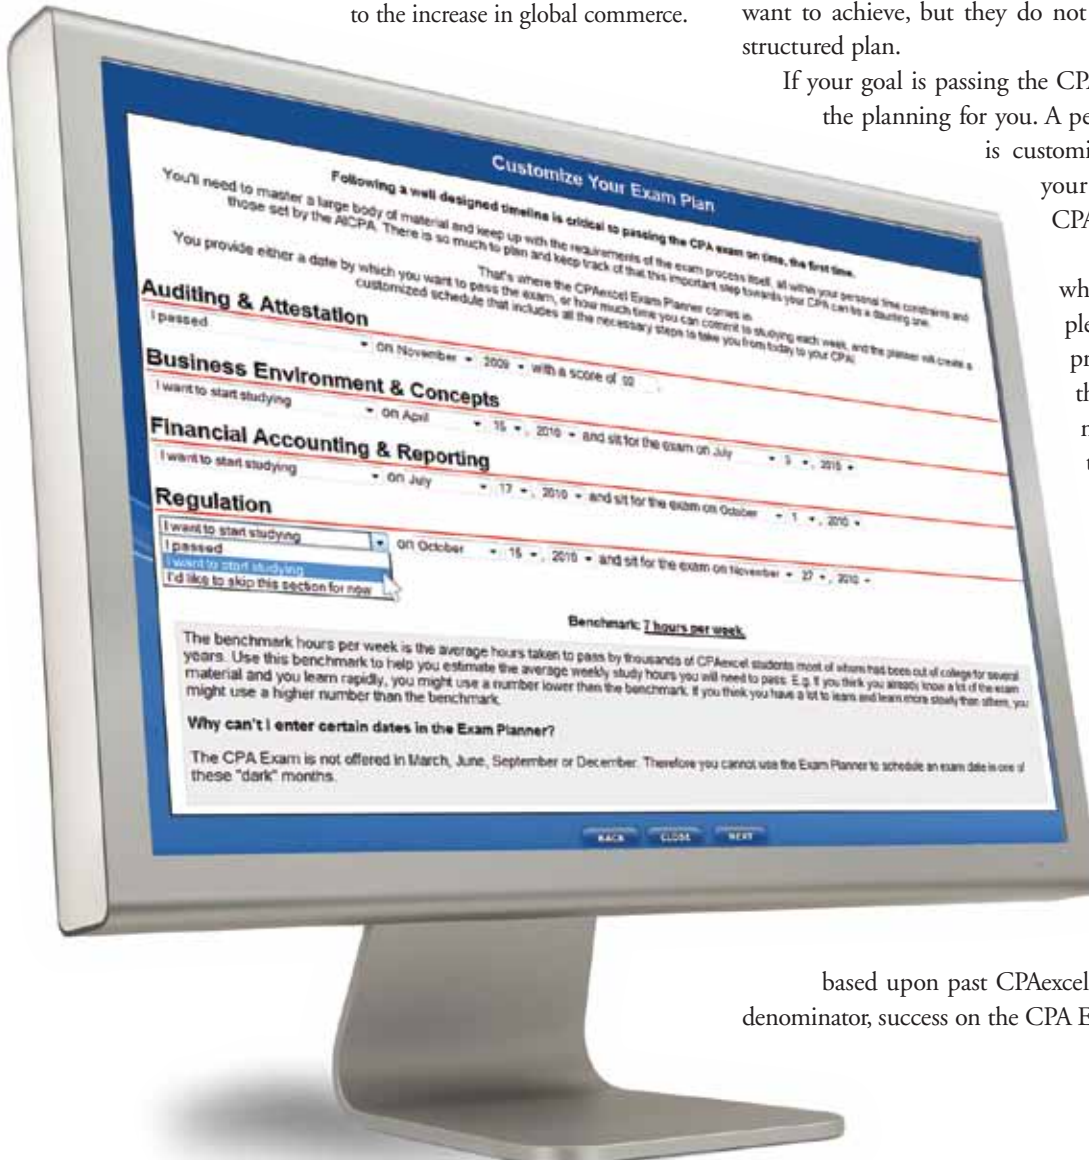 to the increase in global commerce.
want to achieve, but they do not
structured plan.
If your goal is passing the CPA
the planning for you. A pe
is customi
your
CPA
wh
ple
pr
th
n
t
Customize Your Exam Plan
Following a well designed timeline is critical to passing the CPA exam on time, the first time.
You'll need to master a large body of material and keep up with the requirements of the exam process itself, all within your personal time constraints and
those set by the AICPA. There is so much to plan and keep track of that this important step towards your CPA can be a daunting one.
That's where the CPAexcel Exam Planner comes in.
You provide either a date by which you want to pass the exam, or how much time you can commit to studying each week, and the planner will create a
customized schedule that includes all the necessary steps to take you from today to your CPA!
Auditing & Attestation
I passed on November 2009 with a score of
Business Environment & Concepts
I want to start studying on April 15, 2010 and sit for the exam on July 3, 2010
Financial Accounting & Reporting
I want to start studying on July 17, 2010 and sit for the exam on October 1, 2010
Regulation
I want to start studying on October 15, 2010 and sit for the exam on November 27, 2010
I passed
I want to start studying
I'd like to skip this section for now
Benchmark: 7 hours per week.
The benchmark hours per week is the average hours taken to pass by thousands of CPAexcel students most of whom has been out of college for several
years. Use this benchmark to help you estimate the average weekly study hours you will need to pass. E.g. if you think you already know a lot of the exam
material and you learn rapidly, you might use a number lower than the benchmark. If you think you have a lot to learn and learn more slowly than others, you
might use a higher number than the benchmark.
Why can't I enter certain dates in the Exam Planner?
The CPA Exam is not offered in March, June, September or December. Therefore you cannot use the Exam Planner to schedule an exam date in one of
these "dark" months.
BACK CLOSE NEXT
based upon past CPAexcel
denominator, success on the CPA E